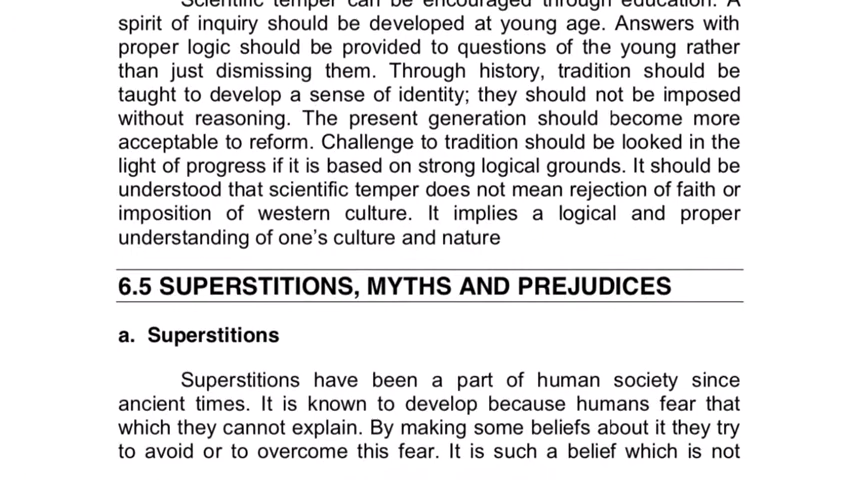 Scientific temper can be encouraged through education. A
spirit of inquiry should be developed at young age. Answers with
proper logic should be provided to questions of the young rather
than just dismissing them. Through history, tradition should be
taught to develop a sense of identity; they should not be imposed
without reasoning. The present generation should become more
acceptable to reform. Challenge to tradition should be looked in the
light of progress if it is based on strong logical grounds. It should be
understood that scientific temper does not mean rejection of faith or
imposition of western culture. It implies a logical and proper
understanding of one’s culture and nature
6.5 SUPERSTITIONS, MYTHS AND PREJUDICES
a. Superstitions
Superstitions have been a part of human society since
ancient times. It is known to develop because humans fear that
which they cannot explain. By making some beliefs about it they try
to avoid or to overcome this fear. It is such a belief which is not